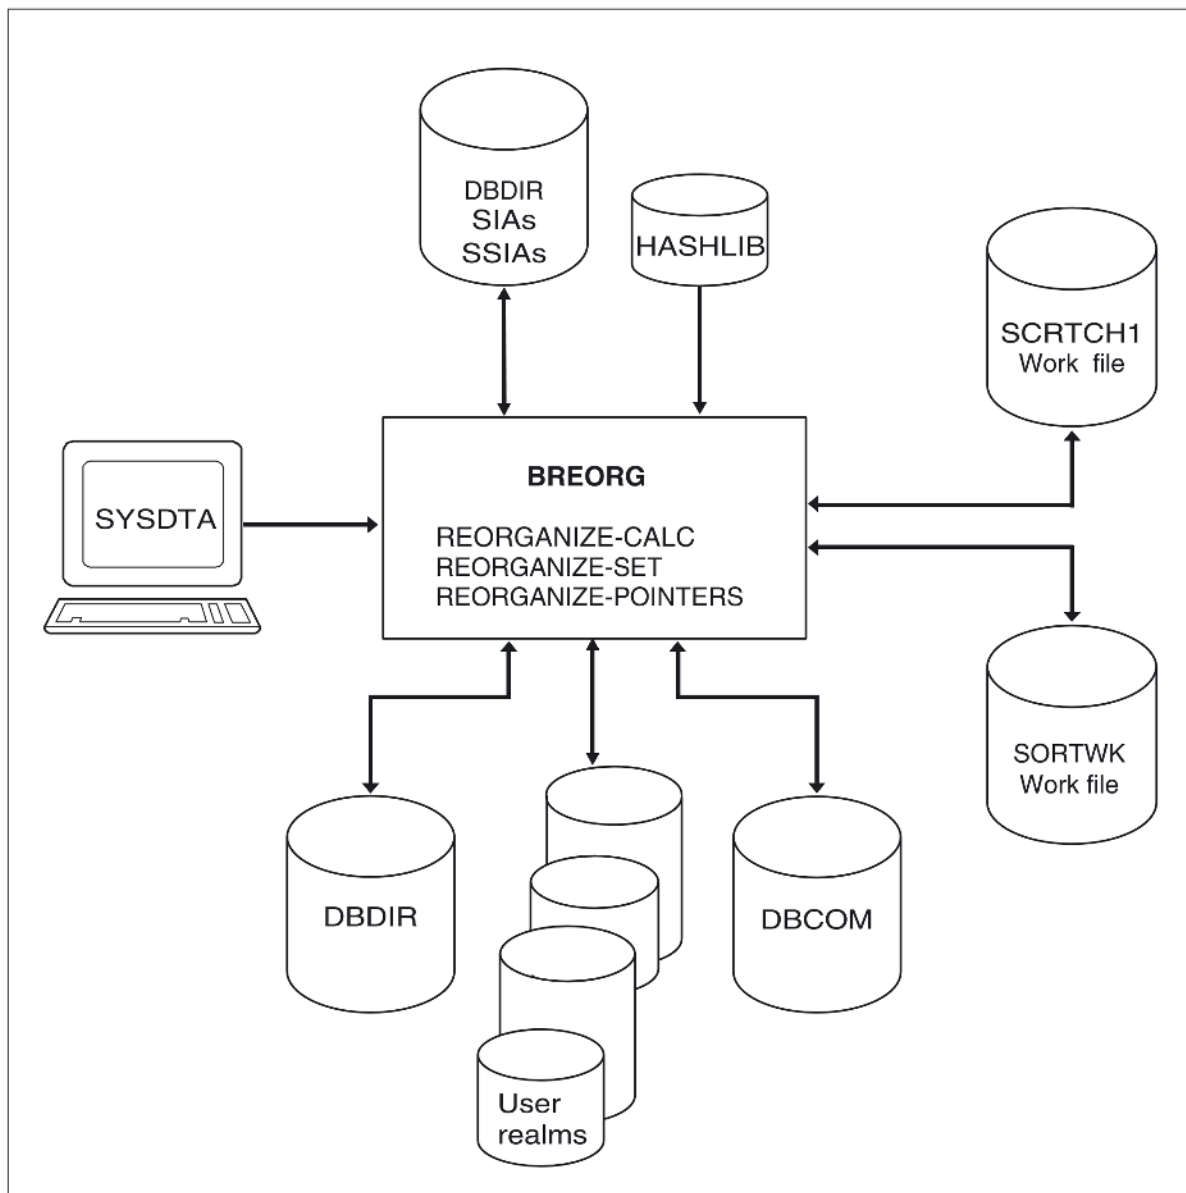 DBDIR
SIAs
SSIAs
HASHLIB
SCRTCH1
Work file
SYSDTA
BREORG
REORGANIZE-CALC
REORGANIZE-SET
REORGANIZE-POINTERS
SORTWK
Work file
DBDIR
DBCOM
User
realms